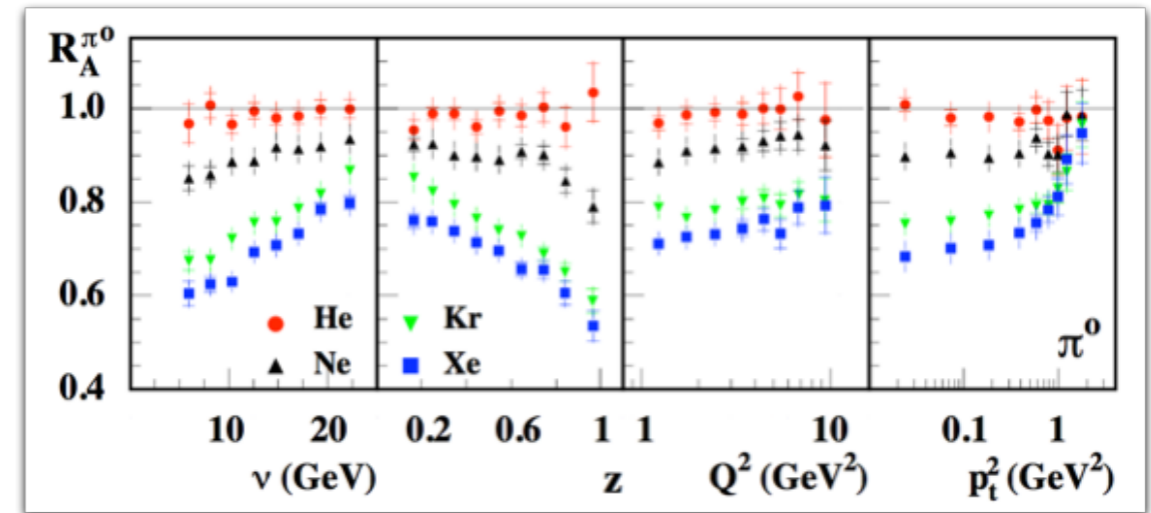 R_A^π⁰
1.0
0.8
0.6
0.4
He
Ne
Kr
Xe
π⁰
10 20 0.2 0.6 1 1 10 0.1 1
ν (GeV) z Q² (GeV²) p_t² (GeV²)